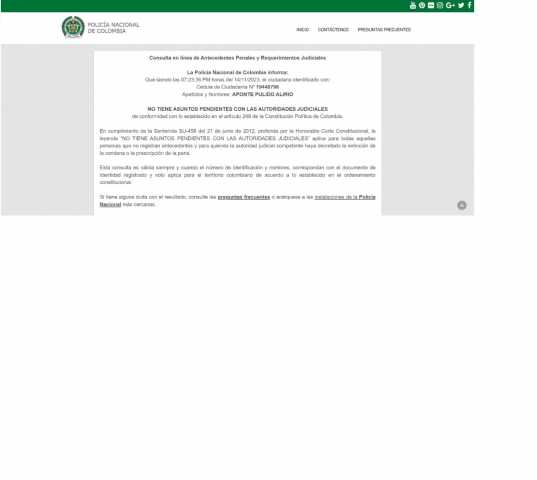 POLICÍA NACIONAL
DE COLOMBIA
INICIO CONTÁCTENOS PREGUNTAS FRECUENTES
Consulta en línea de Antecedentes Penales y Requerimientos Judiciales
La Policía Nacional de Colombia informa:
Que siendo las 07:23:36 PM horas del 14/11/2023, el ciudadano identificado con:
Cédula de Ciudadanía N° 19448796
Apellidos y Nombres: APONTE PULIDO ALIRIO
NO TIENE ASUNTOS PENDIENTES CON LAS AUTORIDADES JUDICIALES
de conformidad con lo establecido en el artículo 248 de la Constitución Política de Colombia.
En cumplimiento de la Sentencia SU-458 del 21 de junio de 2012, proferida por la Honorable Corte Constitucional, la
leyenda "NO TIENE ASUNTOS PENDIENTES CON LAS AUTORIDADES JUDICIALES" aplica para todas aquellas
personas que no registran antecedentes y para quienes la autoridad judicial competente haya decretado la extinción de
la condena o la prescripción de la pena.
Esta consulta es válida siempre y cuando el número de identificación y nombres, correspondan con el documento de
identidad registrado y solo aplica para el territorio colombiano de acuerdo a lo establecido en el ordenamiento
constitucional.
Si tiene alguna duda con el resultado, consulte las preguntas frecuentes o acérquese a las instalaciones de la Policía
Nacional más cercanas.